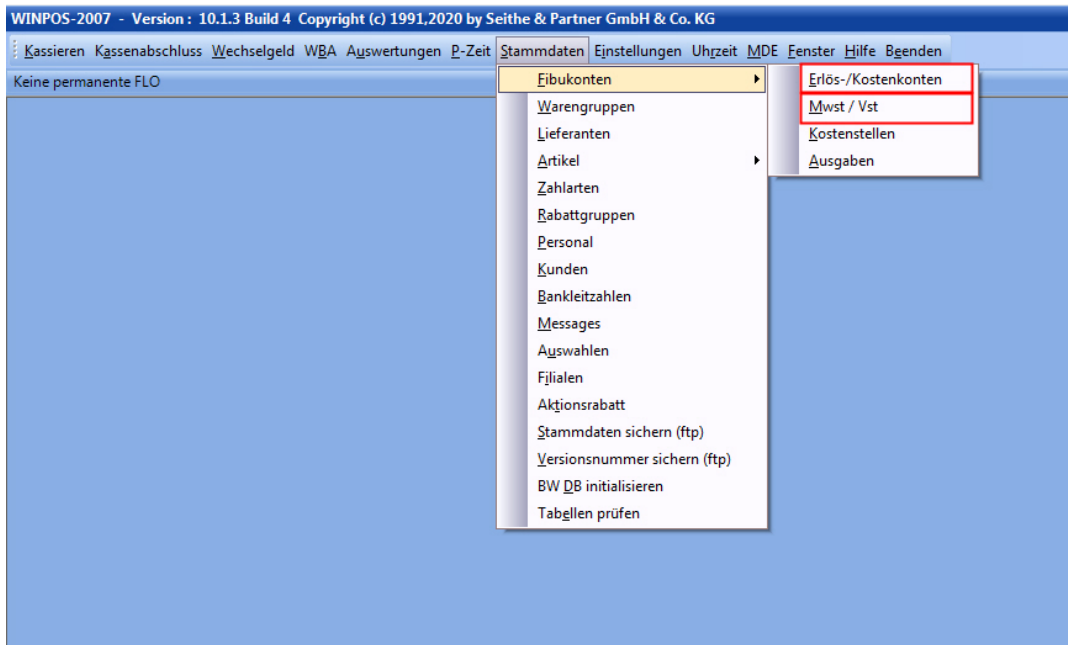 WINPOS-2007 - Version : 10.1.3 Build 4 Copyright (c) 1991,2020 by Seithe & Partner GmbH & Co. KG
Kassieren Kassenabschluss Wechselgeld WBA Auswertungen P-Zeit Stammdaten Einstellungen Uhrzeit MDE Fenster Hilfe Beenden
Keine permanente FLO
Fibukonten
Warengruppen
Lieferanten
Artikel
Zahlarten
Rabattgruppen
Personal
Kunden
Bankleitzahlen
Messages
Auswahlen
Filialen
Aktionsrabatt
Stammdaten sichern (ftp)
Versionsnummer sichern (ftp)
BW DB initialisieren
Tabellen prüfen
Erlös-/Kostenkonten
Mwst / Vst
Kostenstellen
Ausgaben